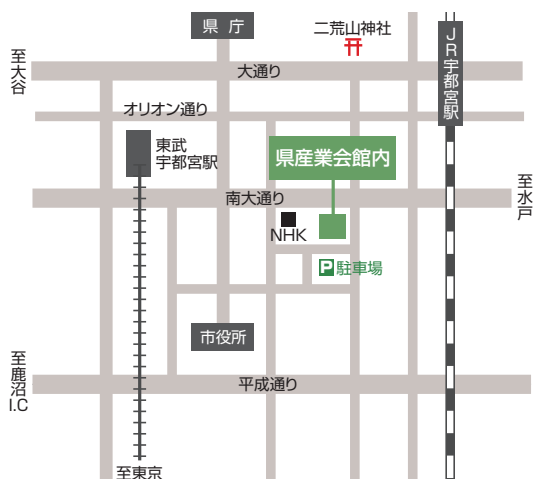 県庁
二荒山神社
至大谷
大通り
JR宇都宮駅
オリオン通り
東武
宇都宮駅
県産業会館内
至水戸
南大通り
NHK
P 駐車場
市役所
至鹿沼
I.C
平成通り
至東京